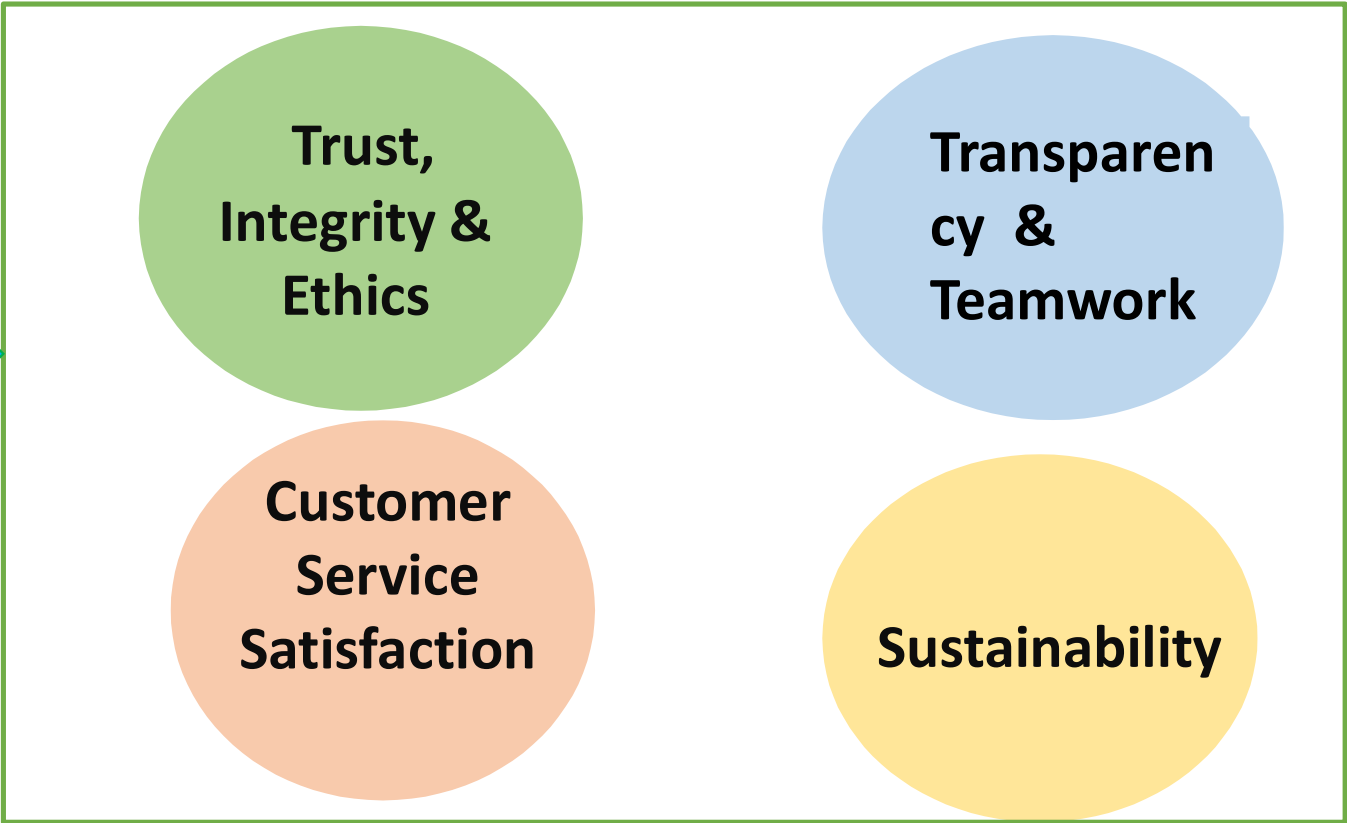 Trust,
Integrity &
Ethics
Transparen
cy &
Teamwork
Customer
Service
Satisfaction
Sustainability